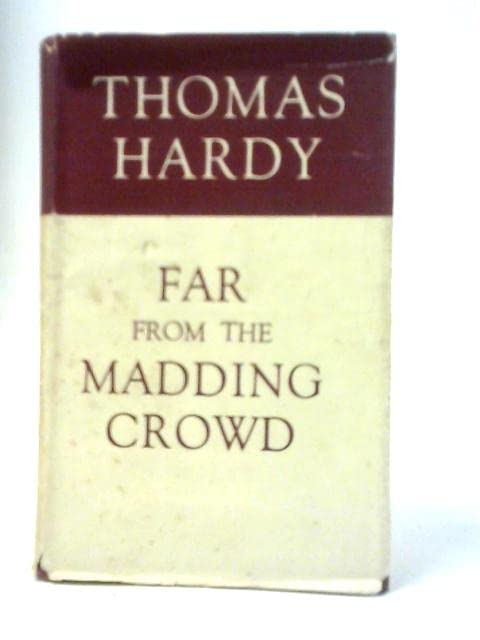 THOMAS
HARDY
FAR
FROM THE
MADDING
CROWD